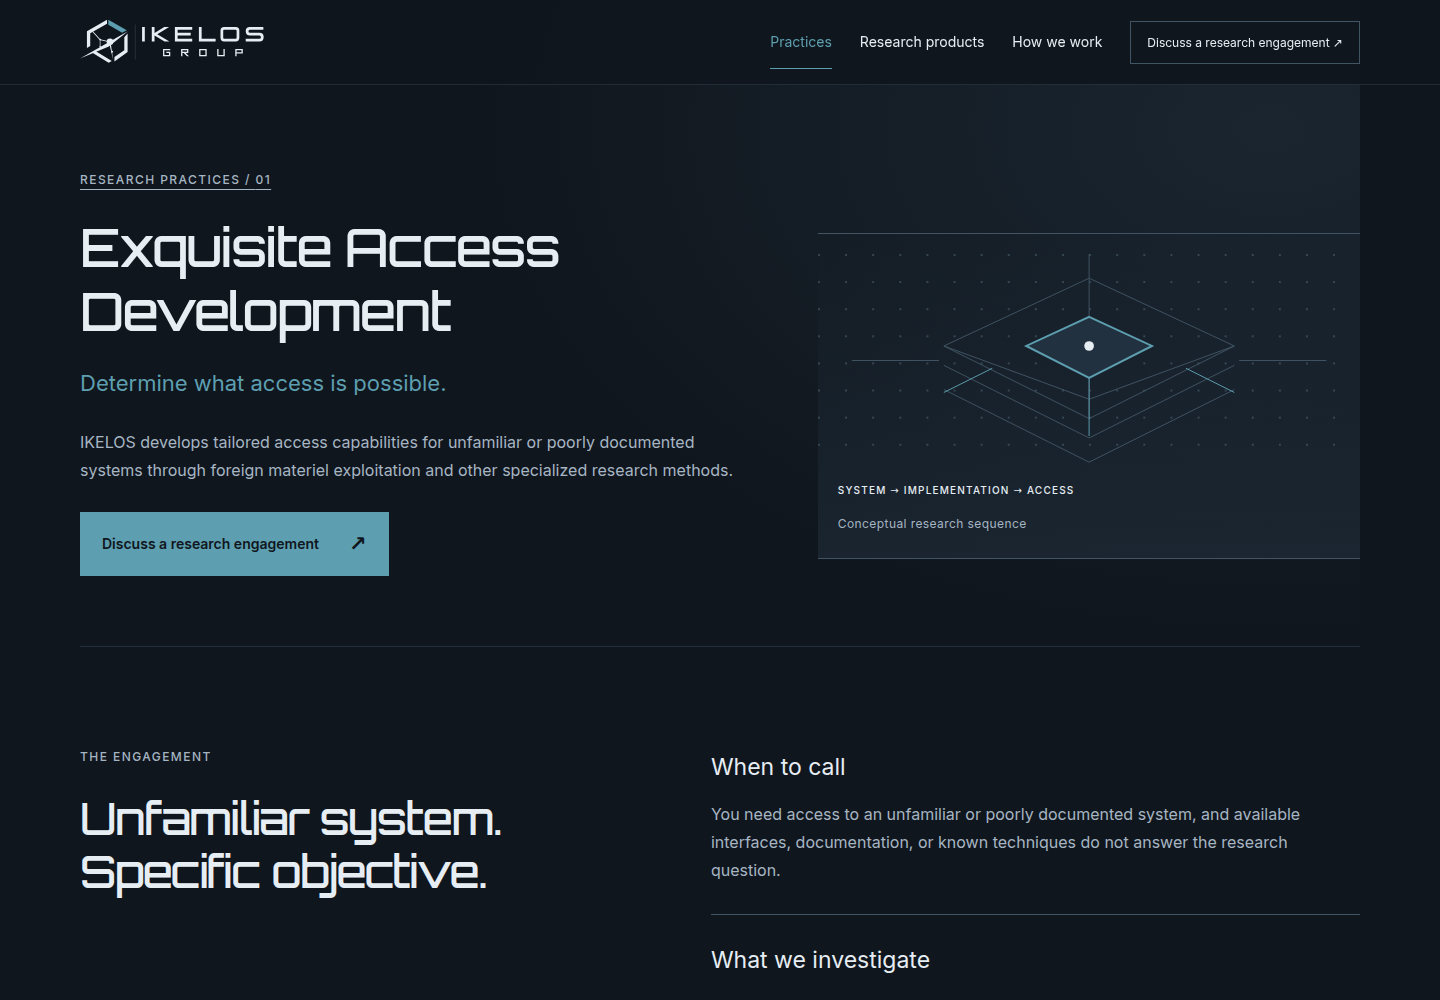 IKELOS
GROUP
Practices
Research products
How we work
Discuss a research engagement ↗
RESEARCH PRACTICES / 01
Exquisite Access
Development
Determine what access is possible.
IKELOS develops tailored access capabilities for unfamiliar or poorly documented
systems through foreign materiel exploitation and other specialized research methods.
Discuss a research engagement ↗
SYSTEM → IMPLEMENTATION → ACCESS
Conceptual research sequence
THE ENGAGEMENT
Unfamiliar system.
Specific objective.
When to call
You need access to an unfamiliar or poorly documented system, and available
interfaces, documentation, or known techniques do not answer the research
question.
What we investigate